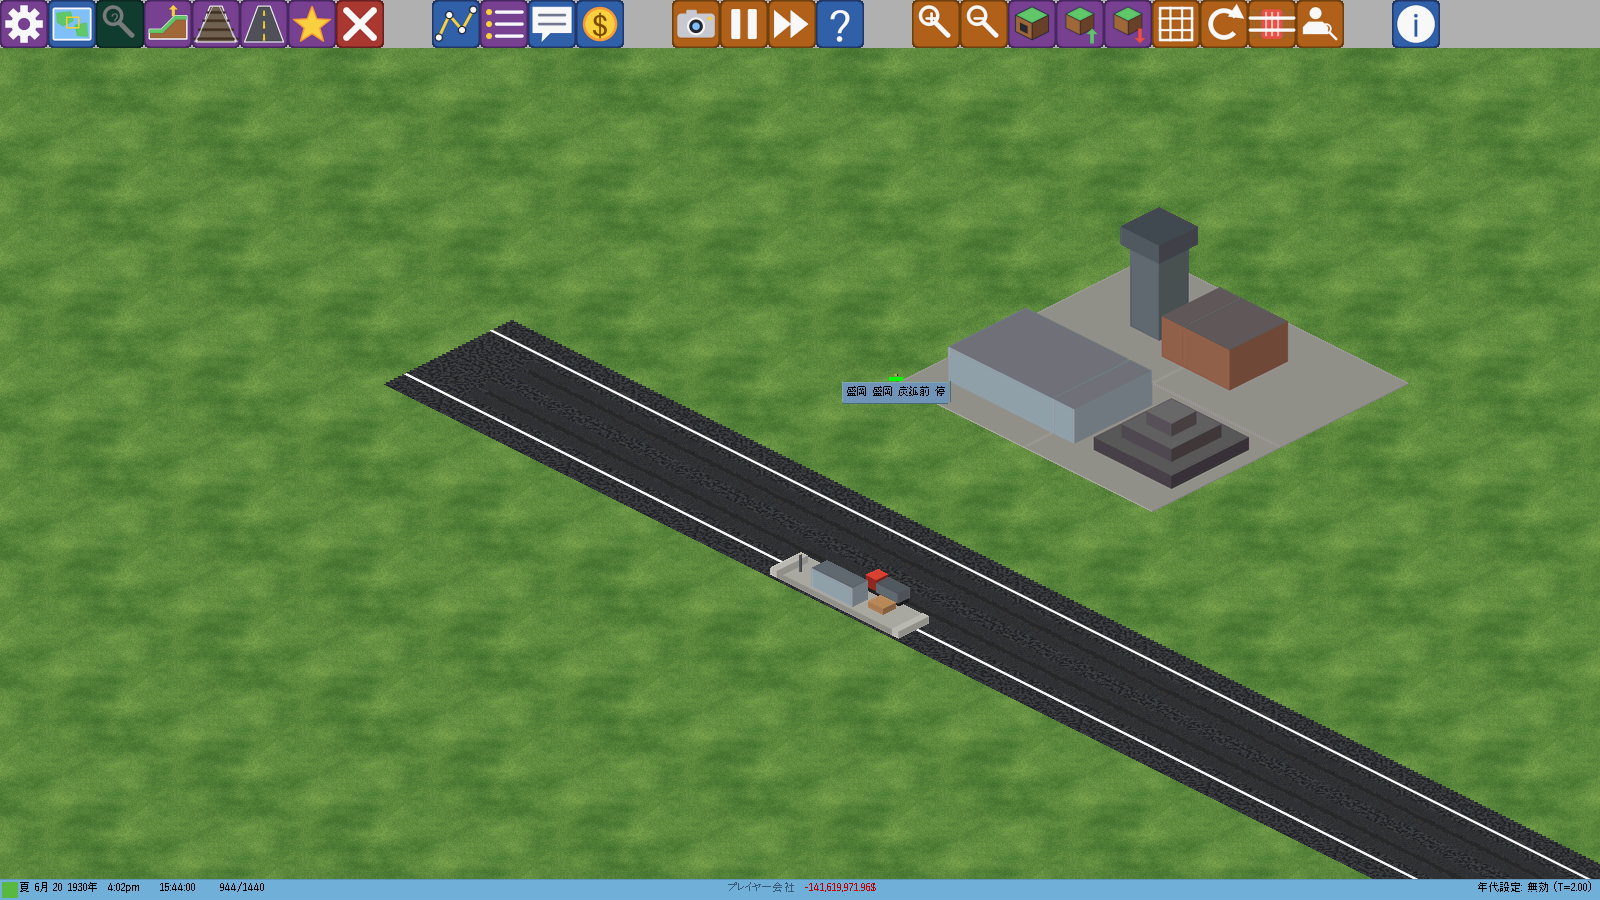 盛岡 盛岡 炭鉱前 停
夏 6月 20 1930年 4:02pm 15:44:00 944/1440
プレイヤー会社 -141,619,971.96$
年代設定: 無効 (T=2.00)